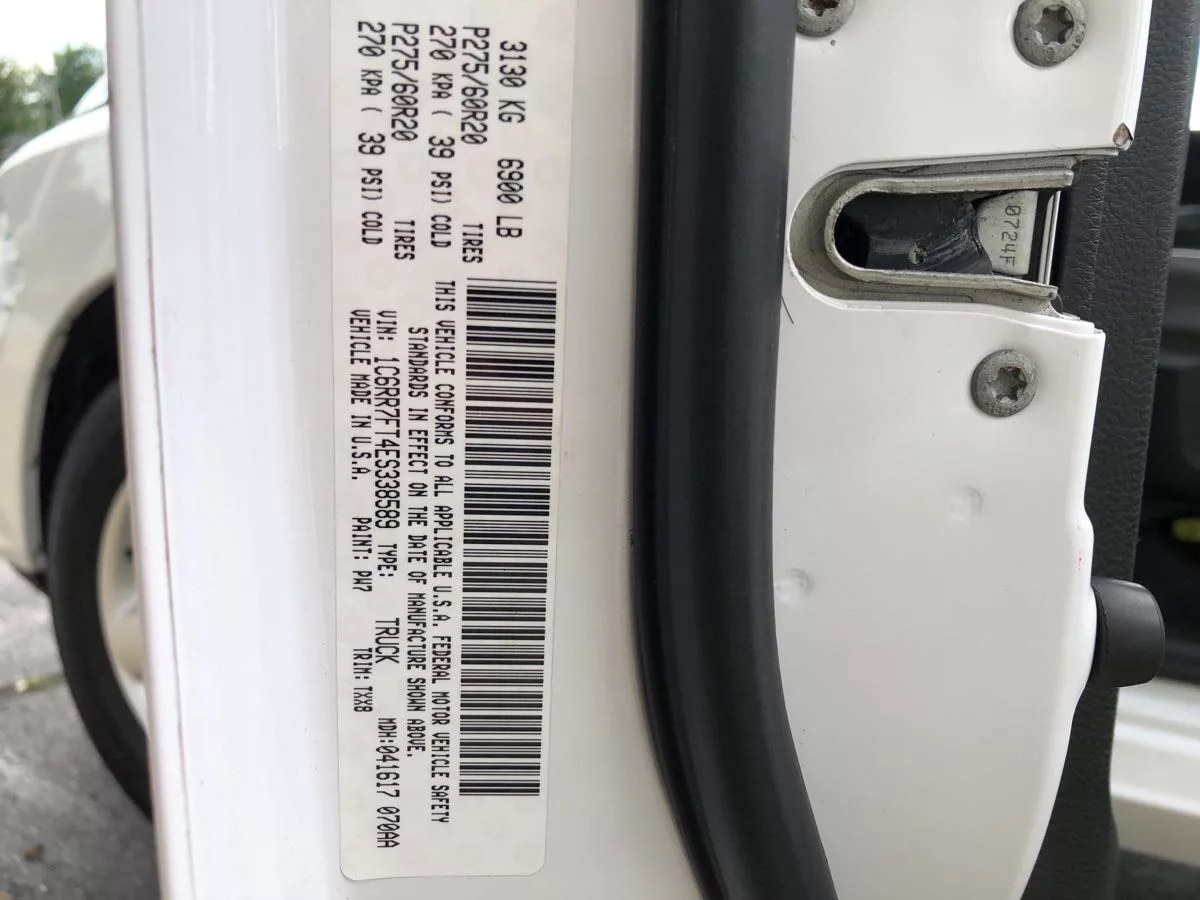 3130 KG 6900 LB
P275/60R20 TIRES
270 KPA ( 39 PSI) COLD
P275/60R20 TIRES
270 KPA ( 39 PSI) COLD
THIS VEHICLE CONFORMS TO ALL APPLICABLE U.S.A. FEDERAL MOTOR VEHICLE SAFETY
STANDARDS IN EFFECT ON THE DATE OF MANUFACTURE SHOWN ABOVE.
VIN: 1C6RR7FT4ES338589 TYPE: TRUCK MDH:041617 070AA
VEHICLE MADE IN U.S.A. PAINT: PW7 TRIM: TXX8
0724F